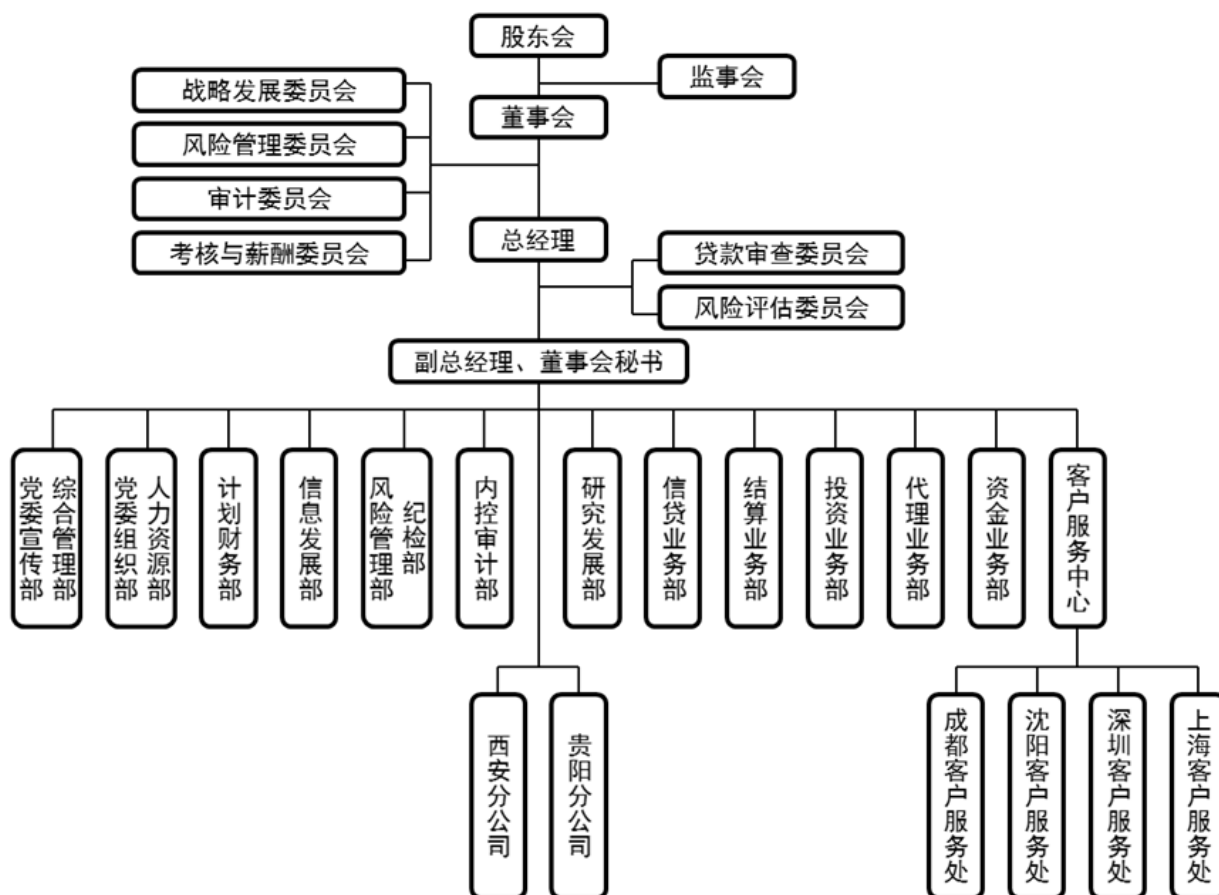 股东会
监事会
战略发展委员会
董事会
风险管理委员会
审计委员会
总经理
考核与薪酬委员会
贷款审查委员会
风险评估委员会
副总经理、董事会秘书
综合管理部
党委宣传部
人力资源部
党委组织部
计划财务部
信息发展部
纪检部
风险管理部
内控审计部
研究发展部
信贷业务部
结算业务部
投资业务部
代理业务部
资金业务部
客户服务中心
西安分公司
贵阳分公司
成都客户服务处
沈阳客户服务处
深圳客户服务处
上海客户服务处